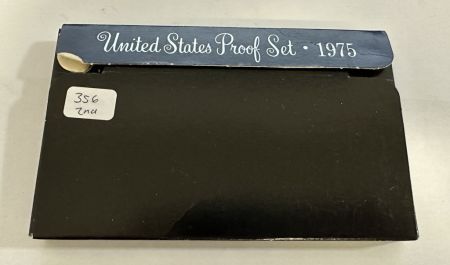 United States Proof Set • 1975
356
2nd